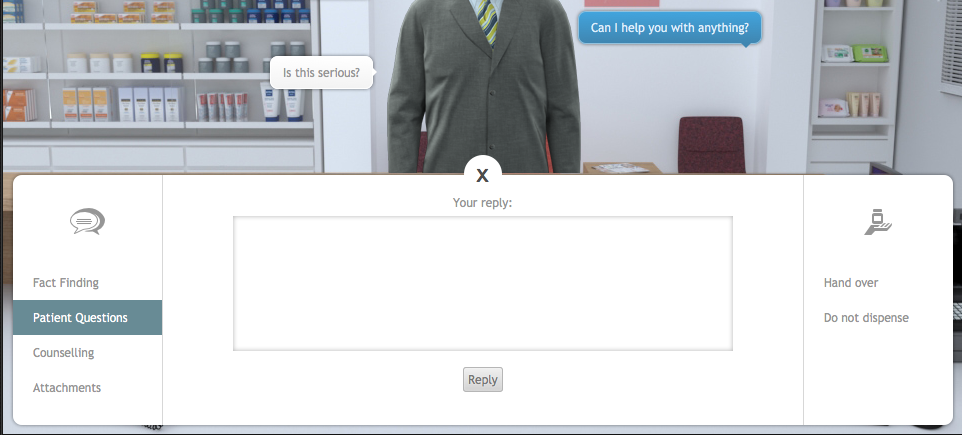 Can I help you with anything?
Is this serious?
X
Your reply:
Fact Finding
Patient Questions
Counselling
Attachments
Reply
Hand over
Do not dispense